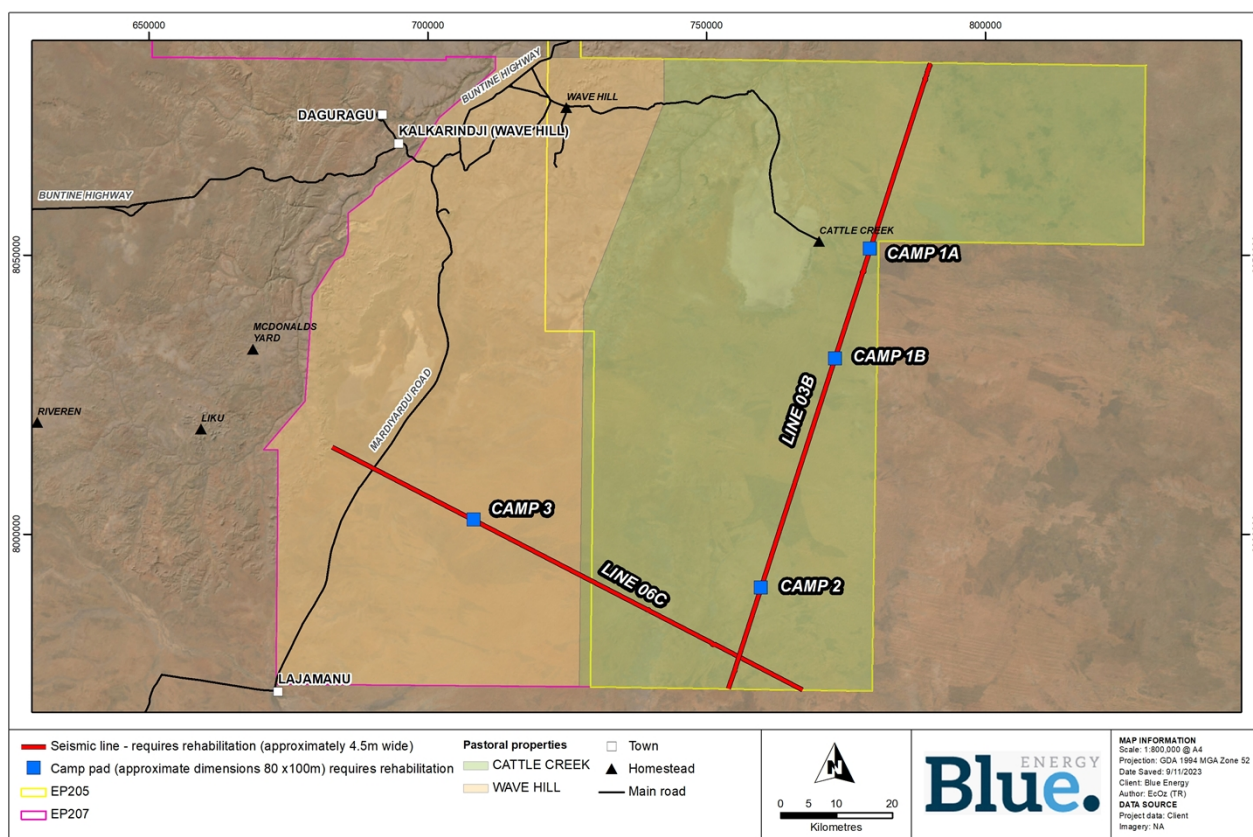 650000
700000
750000
800000
BUNTINE HIGHWAY
WAVE HILL
DAGURAGU
KALKARINDJI (WAVE HILL)
BUNTINE HIGHWAY
CATTLE CREEK
8050000
CAMP 1A
MCDONALDS
YARD
CAMP 1B
RIVEREN
LIKU
MARDIYARDU ROAD
LINE 03B
CAMP 3
8000000
LINE 06C
CAMP 2
LAJAMANU
Seismic line - requires rehabilitation (approximately 4.5m wide)
Camp pad (approximate dimensions 80 x100m) requires rehabilitation
EP205
EP207
Pastoral properties
CATTLE CREEK
WAVE HILL
Town
Homestead
Main road
N
0 5 10 20
Kilometres
Blue.
ENERGY
MAP INFORMATION
Scale: 1:800,000 @ A4
Projection: GDA 1994 MGA Zone 52
Date Saved: 9/11/2023
Client: Blue Energy
Author: EcOz (TR)
DATA SOURCE
Project data: Client
Imagery: NA